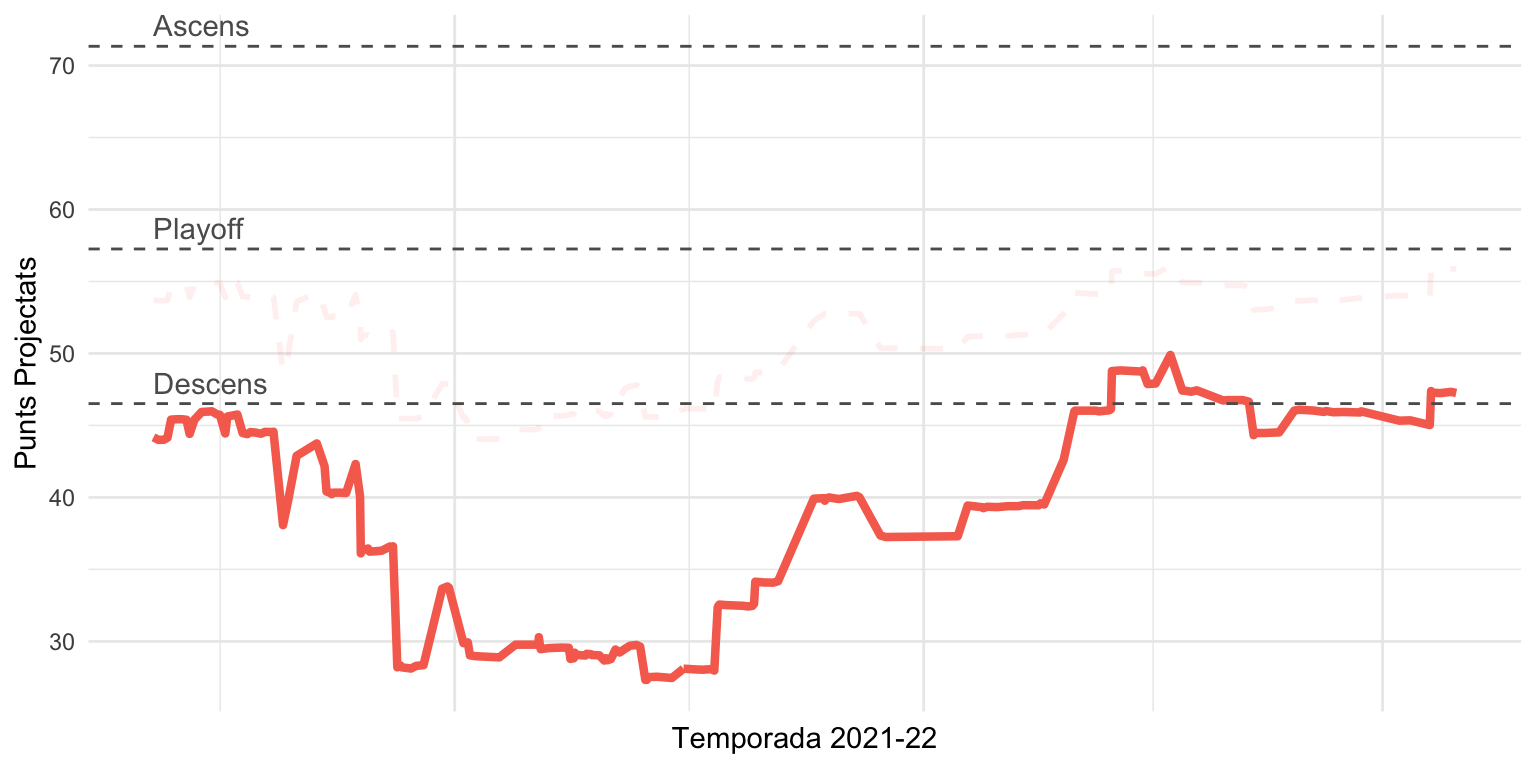 Ascens
70
60
Playoff
50
Descens
40
30
Punts Projectats
Temporada 2021-22